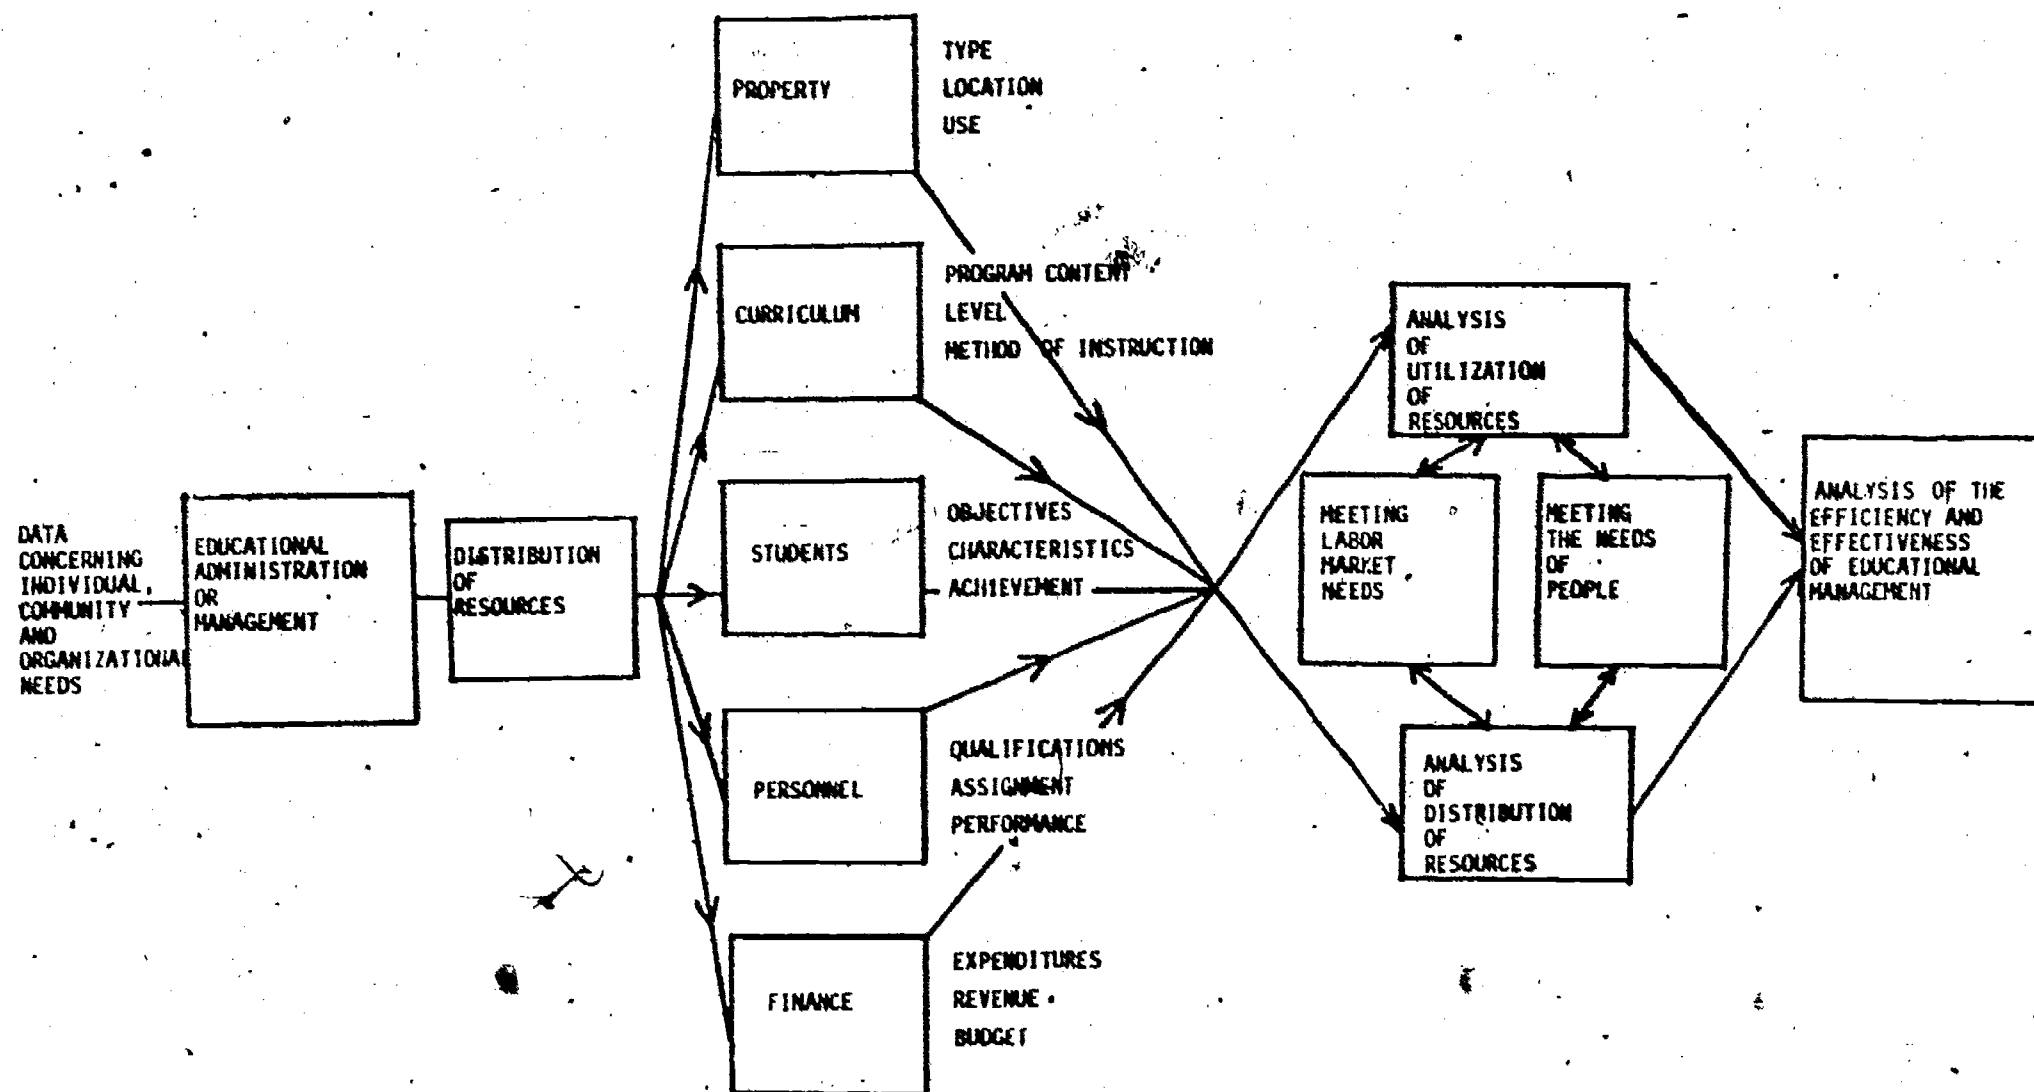 DATA
CONCERNING
INDIVIDUAL,
COMMUNITY
AND
ORGANIZATIONAL
NEEDS
EDUCATIONAL
ADMINISTRATION
OR
MANAGEMENT
DISTRIBUTION
OF
RESOURCES
PROPERTY
TYPE
LOCATION
USE
CURRICULUM
PROGRAM CONTENT
LEVEL
METHOD OF INSTRUCTION
STUDENTS
OBJECTIVES
CHARACTERISTICS
ACHIEVEMENT
PERSONNEL
QUALIFICATIONS
ASSIGNMENT
PERFORMANCE
FINANCE
EXPENDITURES
REVENUE
BUDGET
ANALYSIS
OF
UTILIZATION
OF
RESOURCES
MEETING
LABOR
MARKET
NEEDS
MEETING
THE NEEDS
OF
PEOPLE
ANALYSIS
OF
DISTRIBUTION
OF
RESOURCES
ANALYSIS OF THE
EFFICIENCY AND
EFFECTIVENESS
OF EDUCATIONAL
MANAGEMENT